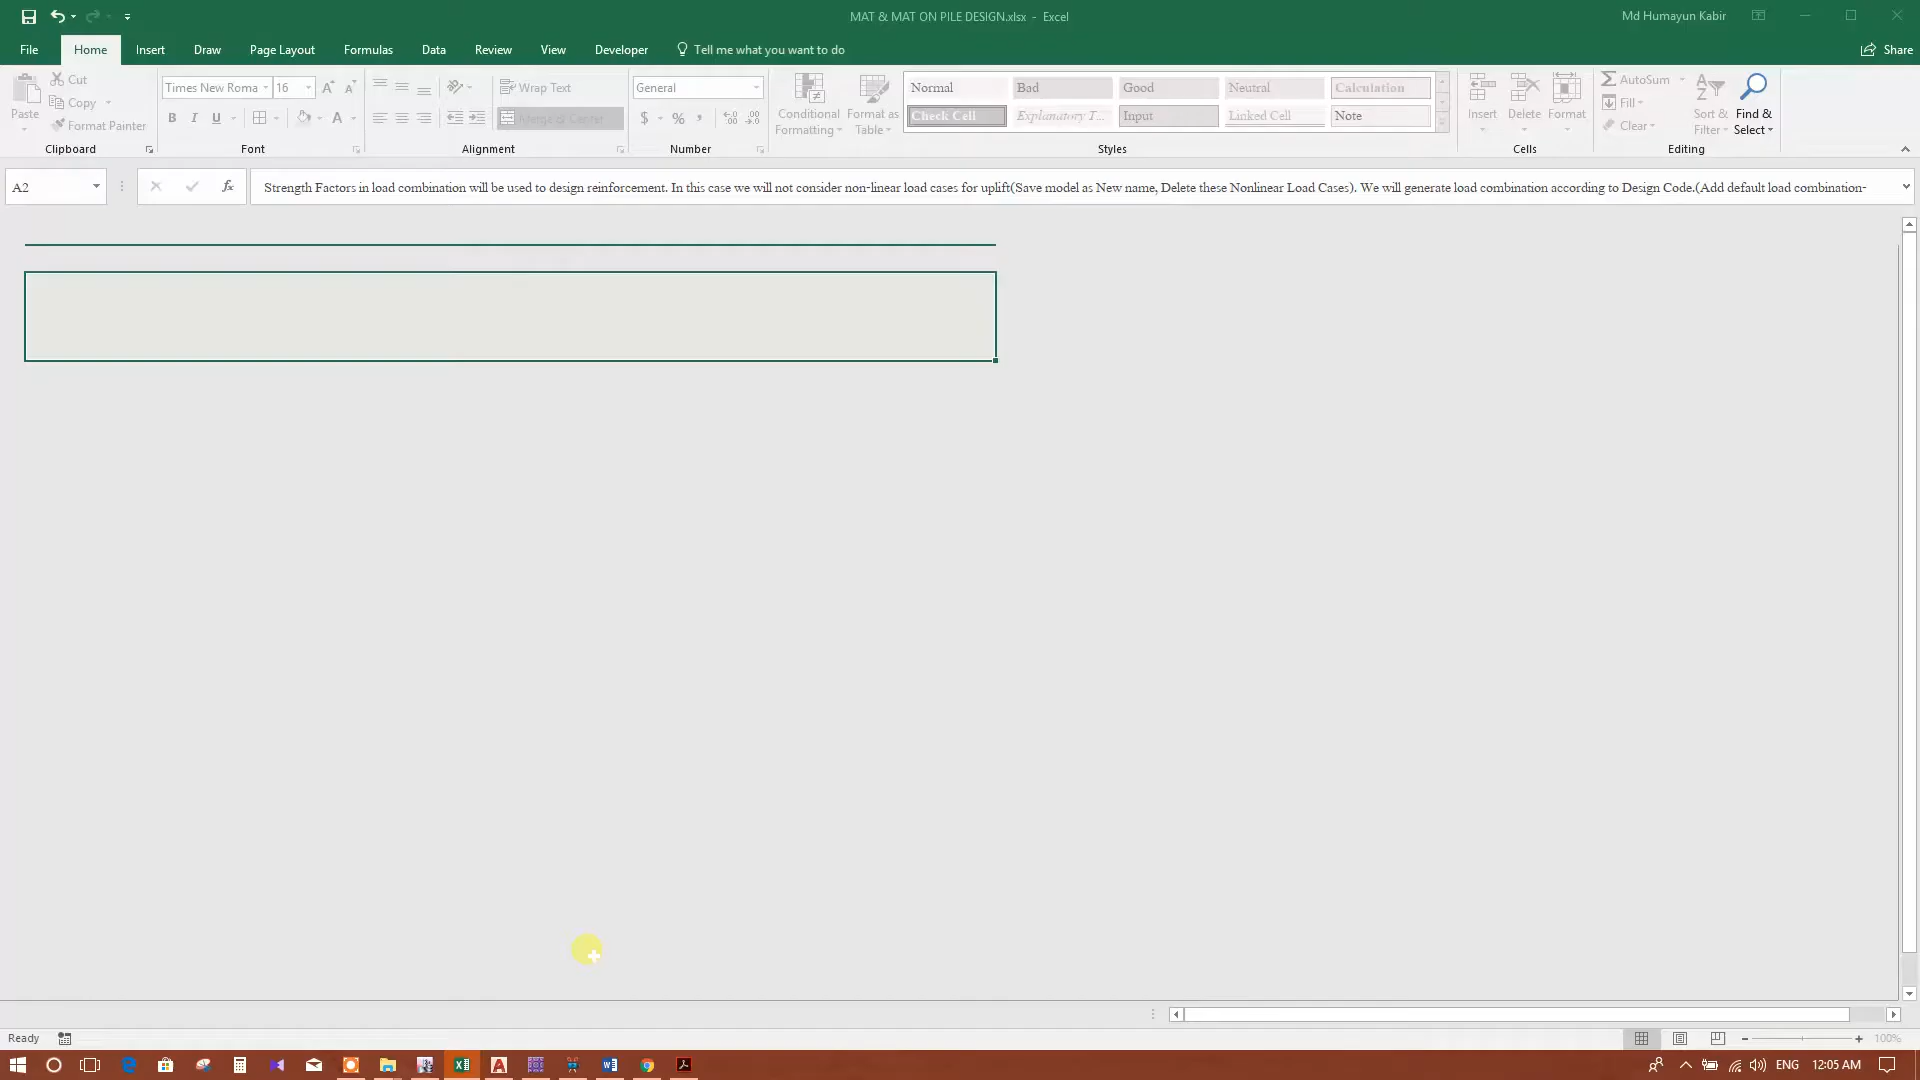 MAT & MAT ON PILE DESIGN.xlsx - Excel
Md Humayun Kabir
File Home Insert Draw Page Layout Formulas Data Review View Developer Tell me what you want to do Share
Cut
Copy
Format Painter
Paste
Times New Roma 16
B I U
Wrap Text
Merge & Center
General
$ % ,
Conditional Formatting
Format as Table
Normal Bad Good Neutral Calculation
Check Cell Explanatory T... Input Linked Cell Note
Insert Delete Format
AutoSum
Fill
Clear
Sort & Filter
Find & Select
Clipboard Font Alignment Number Styles Cells Editing
A2
fx
Strength Factors in load combination will be used to design reinforcement. In this case we will not consider non-linear load cases for uplift(Save model as New name, Delete these Nonlinear Load Cases). We will generate load combination according to Design Code.(Add default load combination-
Ready
100%
ENG 12:05 AM